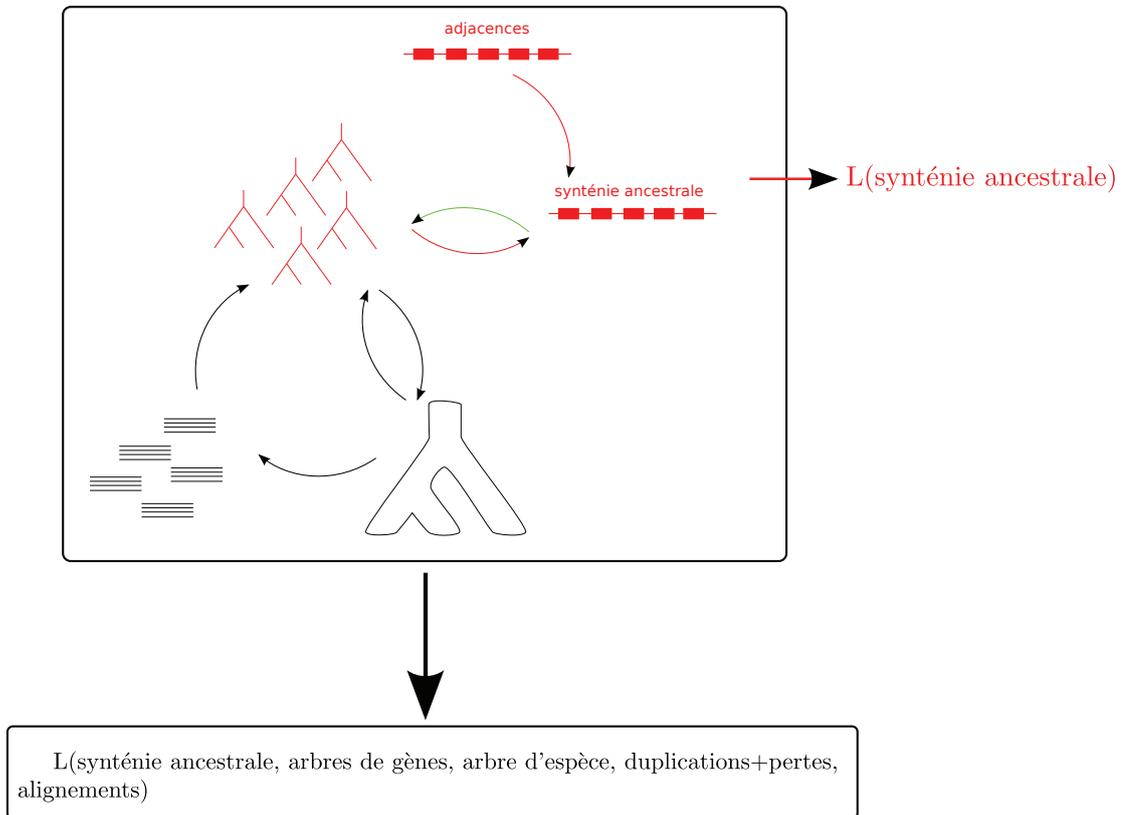 adjacences
synténie ancestrale
L(synténie ancestrale)
L(synténie ancestrale, arbres de gènes, arbre d'espèce, duplications+pertes,
alignements)